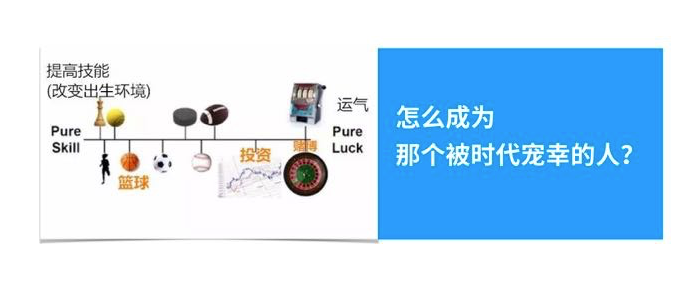 提高技能
(改变出生环境)
运气
Pure
Skill
Pure
Luck
篮球
投资
赌博
怎么成为
那个被时代宠幸的人?